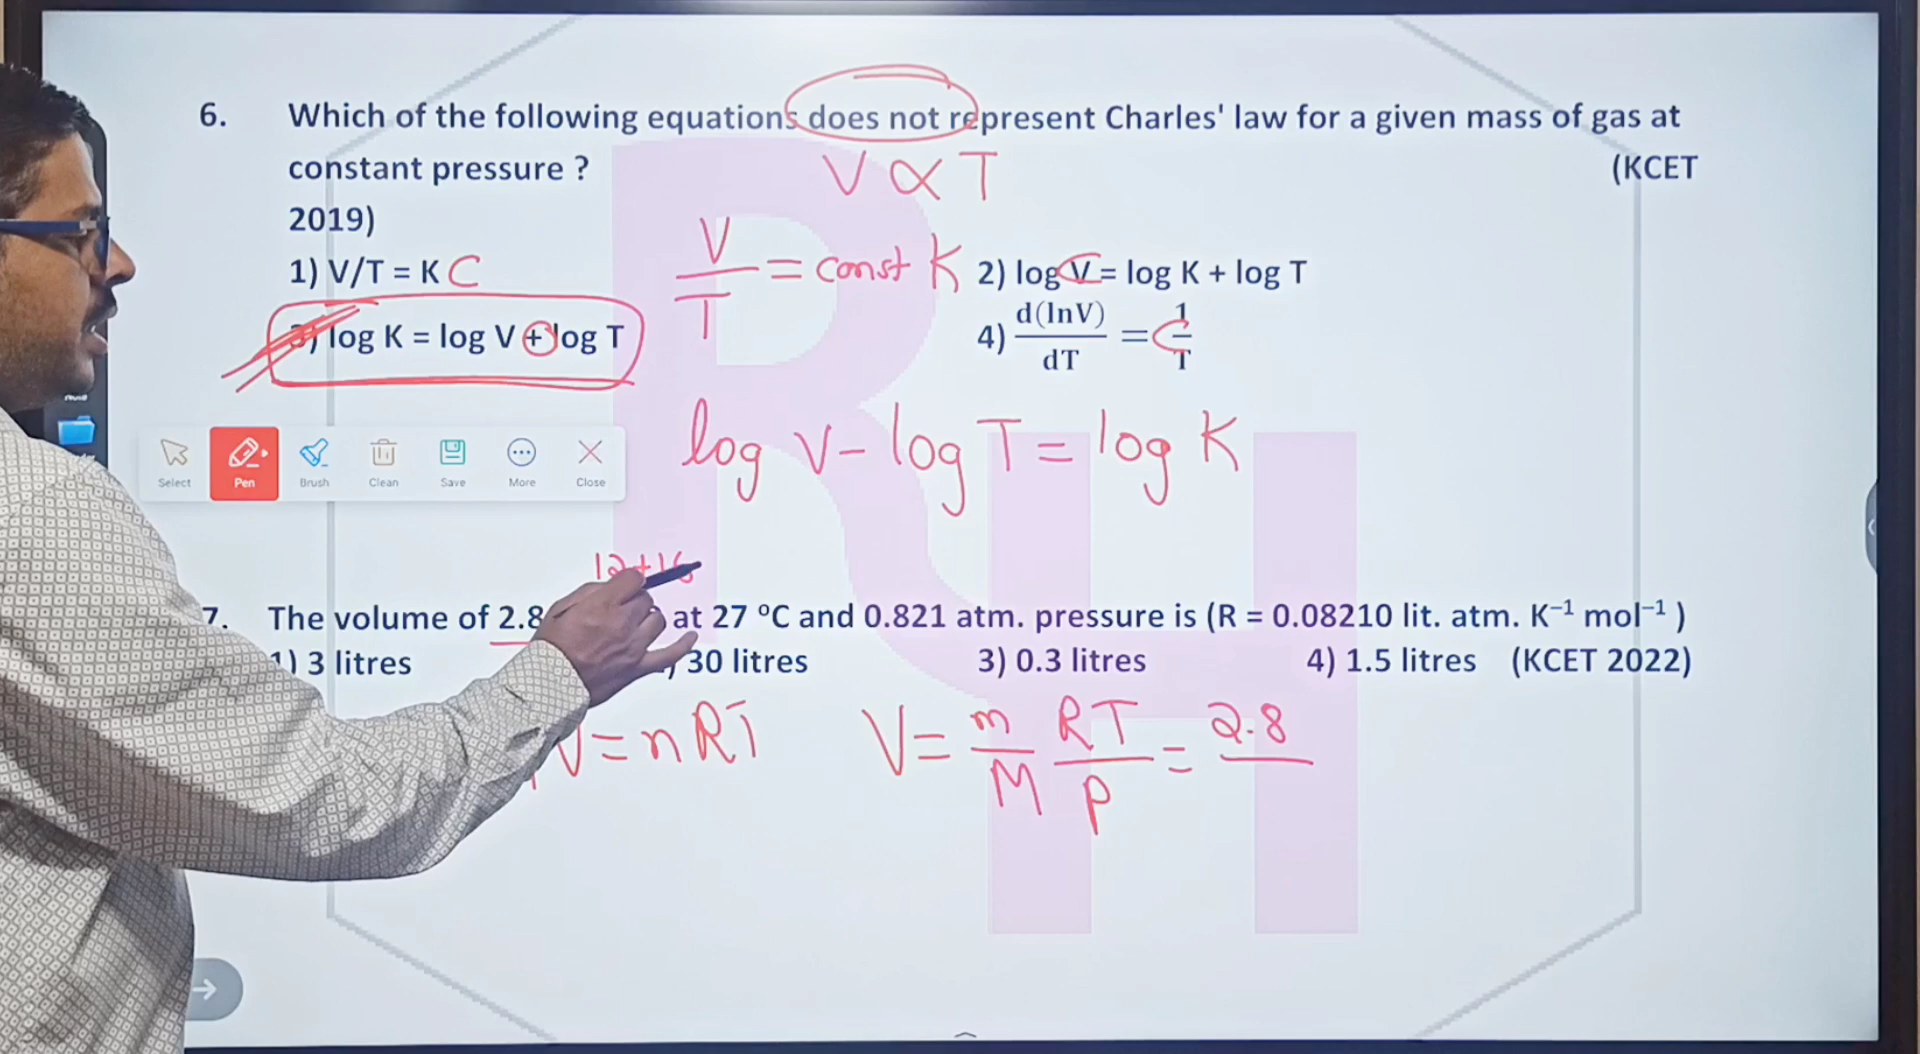 6. Which of the following equations does not represent Charles' law for a given mass of gas at
constant pressure ? (KCET
2019)
V ∝ T
1) V/T = K C
V/T = const K
2) log V = log K + log T
3) log K = log V + log T
4) d(lnV)/dT = 1/T
log V - log T = log K
Select Pen Brush Clean Save More Close
12+16
7. The volume of 2.8 at 27 °C and 0.821 atm. pressure is (R = 0.08210 lit. atm. K⁻¹ mol⁻¹ )
1) 3 litres 30 litres 3) 0.3 litres 4) 1.5 litres (KCET 2022)
V = nRT V = m/M RT/P = 2.8